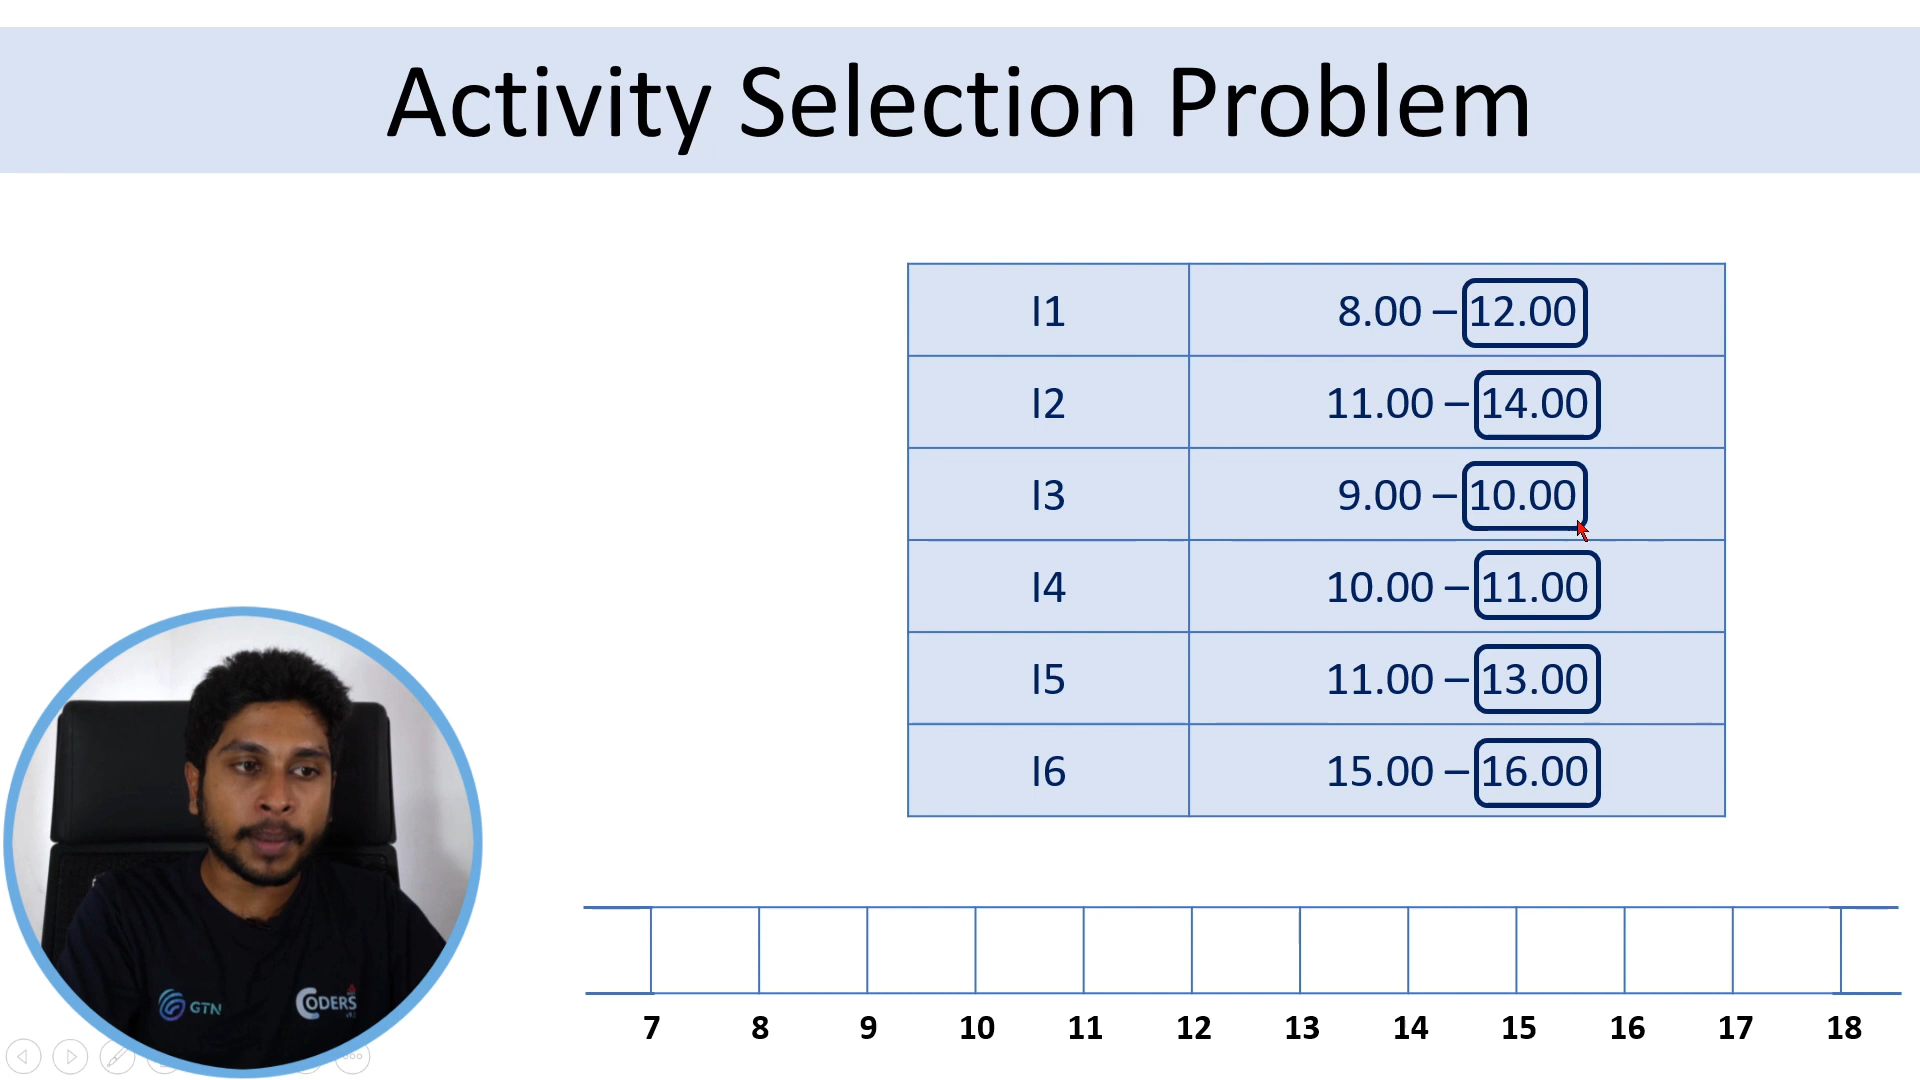 Activity Selection Problem
I1 8.00 – 12.00
I2 11.00 – 14.00
I3 9.00 – 10.00
I4 10.00 – 11.00
I5 11.00 – 13.00
I6 15.00 – 16.00
7 8 9 10 11 12 13 14 15 16 17 18
GTN
CODERS